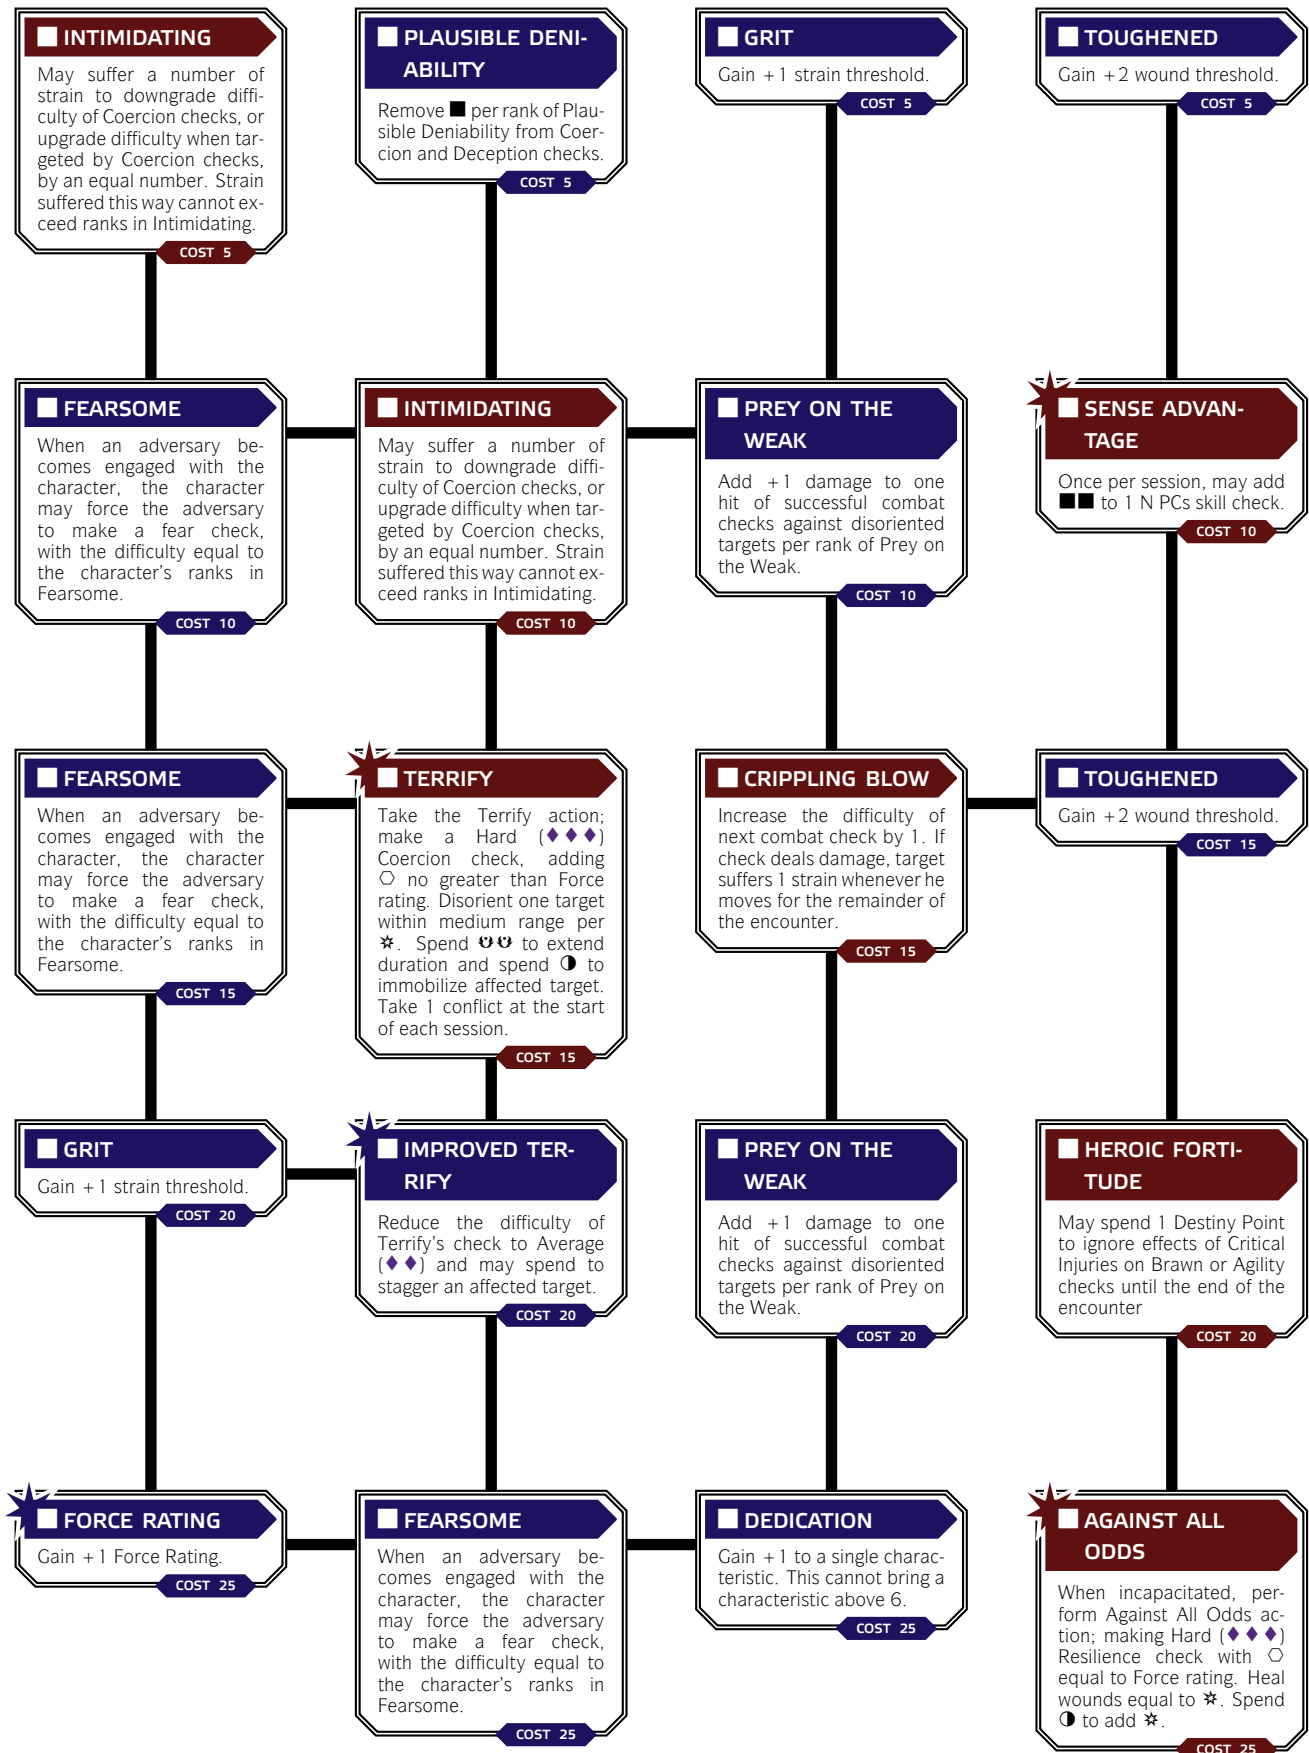 INTIMIDATING
May suffer a number of
strain to downgrade diffi-
culty of Coercion checks, or
upgrade difficulty when tar-
geted by Coercion checks,
by an equal number. Strain
suffered this way cannot ex-
ceed ranks in Intimidating.
COST 5
PLAUSIBLE DENI-
ABILITY
Remove ■ per rank of Plau-
sible Deniability from Coer-
cion and Deception checks.
COST 5
GRIT
Gain +1 strain threshold.
COST 5
TOUGHENED
Gain +2 wound threshold.
COST 5
FEARSOME
When an adversary be-
comes engaged with the
character, the character
may force the adversary
to make a fear check,
with the difficulty equal to
the character's ranks in
Fearsome.
COST 10
INTIMIDATING
May suffer a number of
strain to downgrade diffi-
culty of Coercion checks, or
upgrade difficulty when tar-
geted by Coercion checks,
by an equal number. Strain
suffered this way cannot ex-
ceed ranks in Intimidating.
COST 10
PREY ON THE
WEAK
Add +1 damage to one
hit of successful combat
checks against disoriented
targets per rank of Prey on
the Weak.
COST 10
SENSE ADVAN-
TAGE
Once per session, may add
■■ to 1 N PCs skill check.
COST 10
FEARSOME
When an adversary be-
comes engaged with the
character, the character
may force the adversary
to make a fear check,
with the difficulty equal to
the character's ranks in
Fearsome.
COST 15
TERRIFY
Take the Terrify action;
make a Hard (♦ ♦ ♦)
Coercion check, adding
⎔ no greater than Force
rating. Disorient one target
within medium range per
. Spend to extend
duration and spend ◑ to
immobilize affected target.
Take 1 conflict at the start
of each session.
COST 15
CRIPPLING BLOW
Increase the difficulty of
next combat check by 1. If
check deals damage, target
suffers 1 strain whenever he
moves for the remainder of
the encounter.
COST 15
TOUGHENED
Gain +2 wound threshold.
COST 15
GRIT
Gain +1 strain threshold.
COST 20
IMPROVED TER-
RIFY
Reduce the difficulty of
Terrify's check to Average
(♦ ♦) and may spend to
stagger an affected target.
COST 20
PREY ON THE
WEAK
Add +1 damage to one
hit of successful combat
checks against disoriented
targets per rank of Prey on
the Weak.
COST 20
HEROIC FORTI-
TUDE
May spend 1 Destiny Point
to ignore effects of Critical
Injuries on Brawn or Agility
checks until the end of the
encounter
COST 20
FORCE RATING
Gain +1 Force Rating.
COST 25
FEARSOME
When an adversary be-
comes engaged with the
character, the character
may force the adversary
to make a fear check,
with the difficulty equal to
the character's ranks in
Fearsome.
COST 25
DEDICATION
Gain +1 to a single charac-
teristic. This cannot bring a
characteristic above 6.
COST 25
AGAINST ALL
ODDS
When incapacitated, per-
form Against All Odds ac-
tion; making Hard (♦ ♦ ♦)
Resilience check with ⎔
equal to Force rating. Heal
wounds equal to . Spend
◑ to add .
COST 25